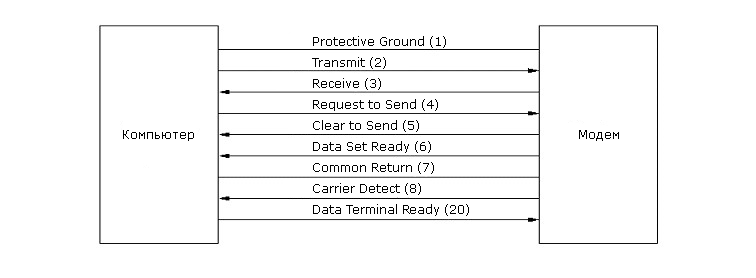 Protective Ground (1)
Transmit (2)
Receive (3)
Request to Send (4)
Clear to Send (5)
Компьютер
Модем
Data Set Ready (6)
Common Return (7)
Carrier Detect (8)
Data Terminal Ready (20)